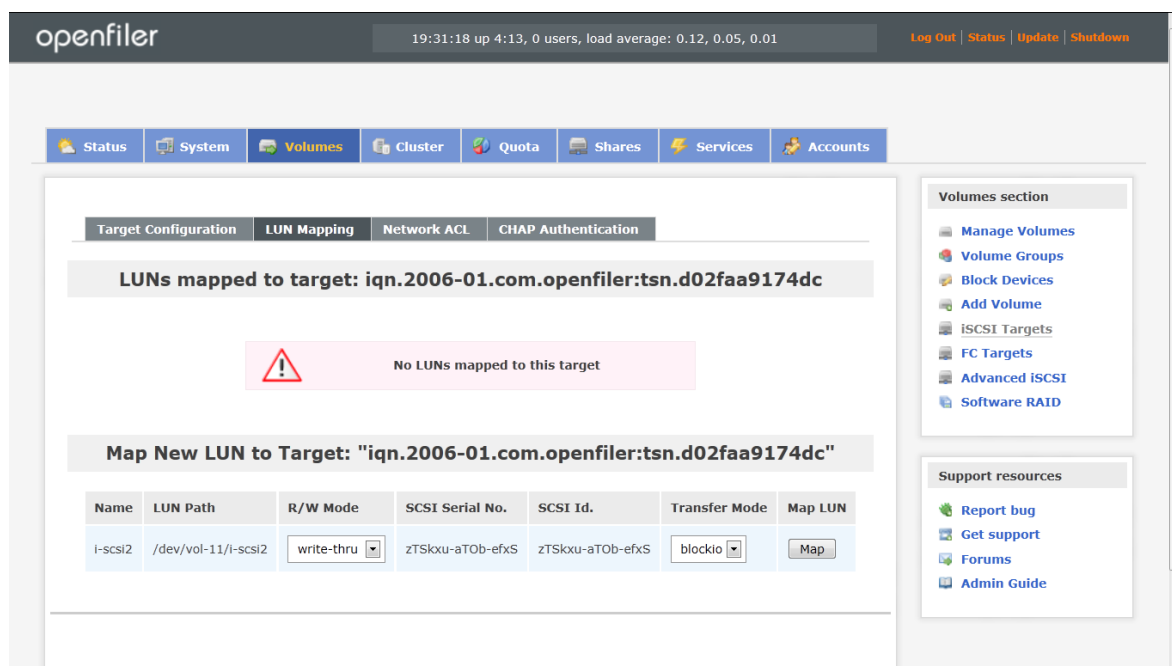 openfiler
19:31:18 up 4:13, 0 users, load average: 0.12, 0.05, 0.01
Log Out | Status | Update | Shutdown
Status System Volumes Cluster Quota Shares Services Accounts
Target Configuration LUN Mapping Network ACL CHAP Authentication
LUNs mapped to target: iqn.2006-01.com.openfiler:tsn.d02faa9174dc
No LUNs mapped to this target
Map New LUN to Target: "iqn.2006-01.com.openfiler:tsn.d02faa9174dc"
Name LUN Path R/W Mode SCSI Serial No. SCSI Id. Transfer Mode Map LUN
i-scsi2 /dev/vol-11/i-scsi2 write-thru zTSkxu-aTOb-efxS zTSkxu-aTOb-efxS blockio Map
Volumes section
Manage Volumes
Volume Groups
Block Devices
Add Volume
iSCSI Targets
FC Targets
Advanced iSCSI
Software RAID
Support resources
Report bug
Get support
Forums
Admin Guide